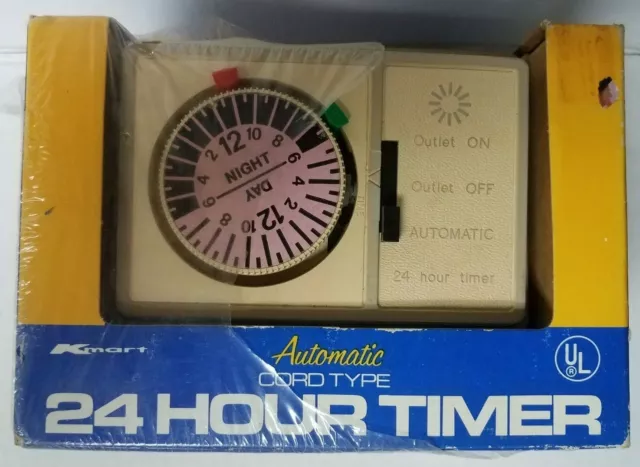 2 12 10 8 6
4 NIGHT 6
6 DAY 4
8 10 12 2
Outlet ON
Outlet OFF
AUTOMATIC
24 hour timer
Kmart
Automatic
CORD TYPE
24 HOUR TIMER
UL
®